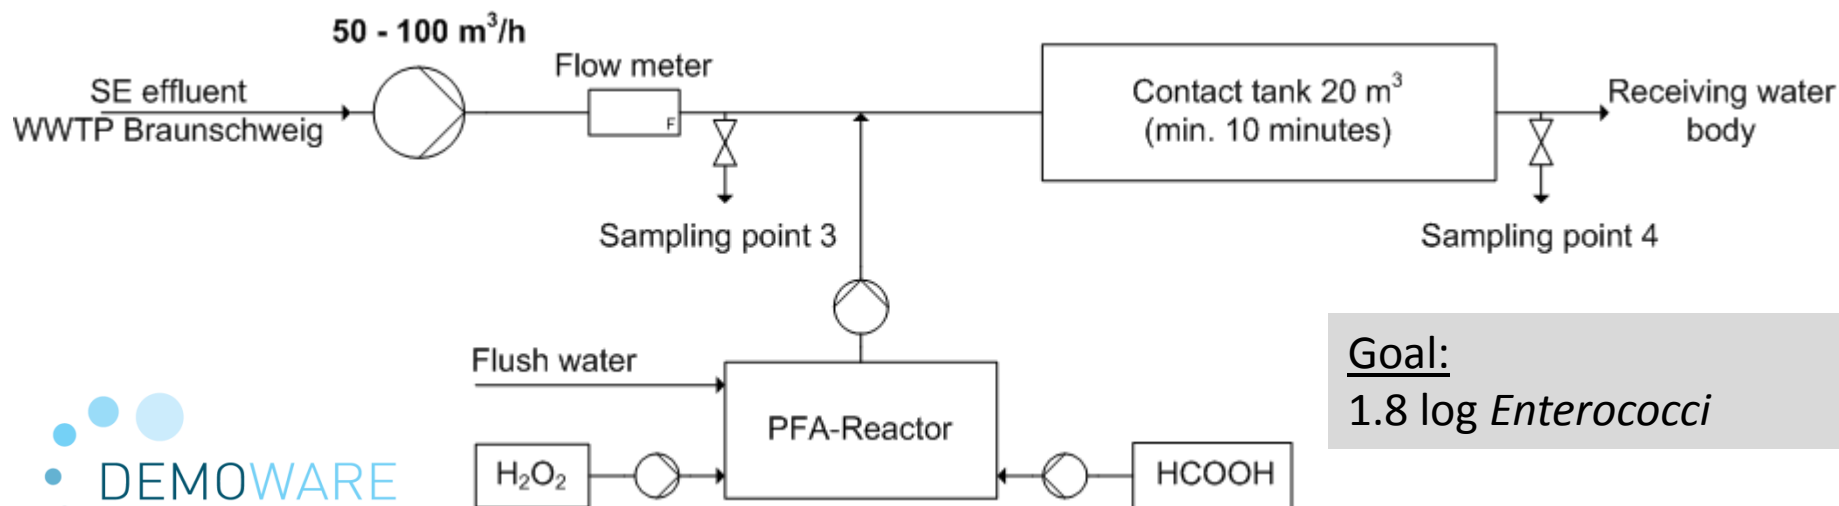 50 - 100 m³/h
SE effluent
WWTP Braunschweig
Flow meter
F
Contact tank 20 m³
(min. 10 minutes)
Receiving water
body
Sampling point 3
Sampling point 4
Flush water
PFA-Reactor
H₂O₂
HCOOH
Goal:
1.8 log Enterococci
DEMOWARE